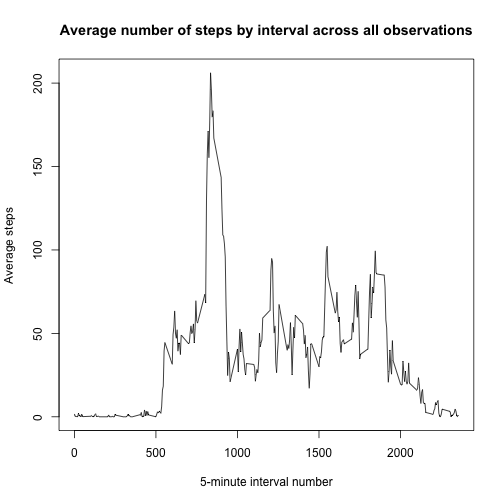 Average number of steps by interval across all observations
Average steps
200
150
100
50
0
0 500 1000 1500 2000
5-minute interval number